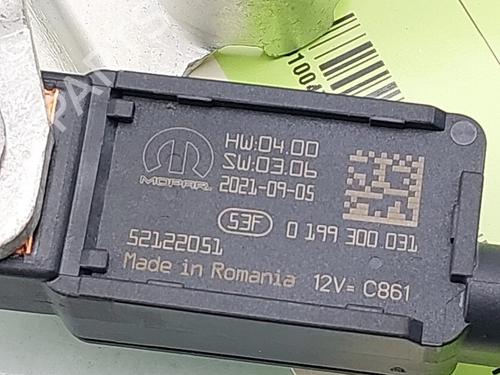 HW:04.00
SW:03.06
MOPAR
2021-09-05
53F
0 199 300.031
52122051
Made in Romania
12V= C861